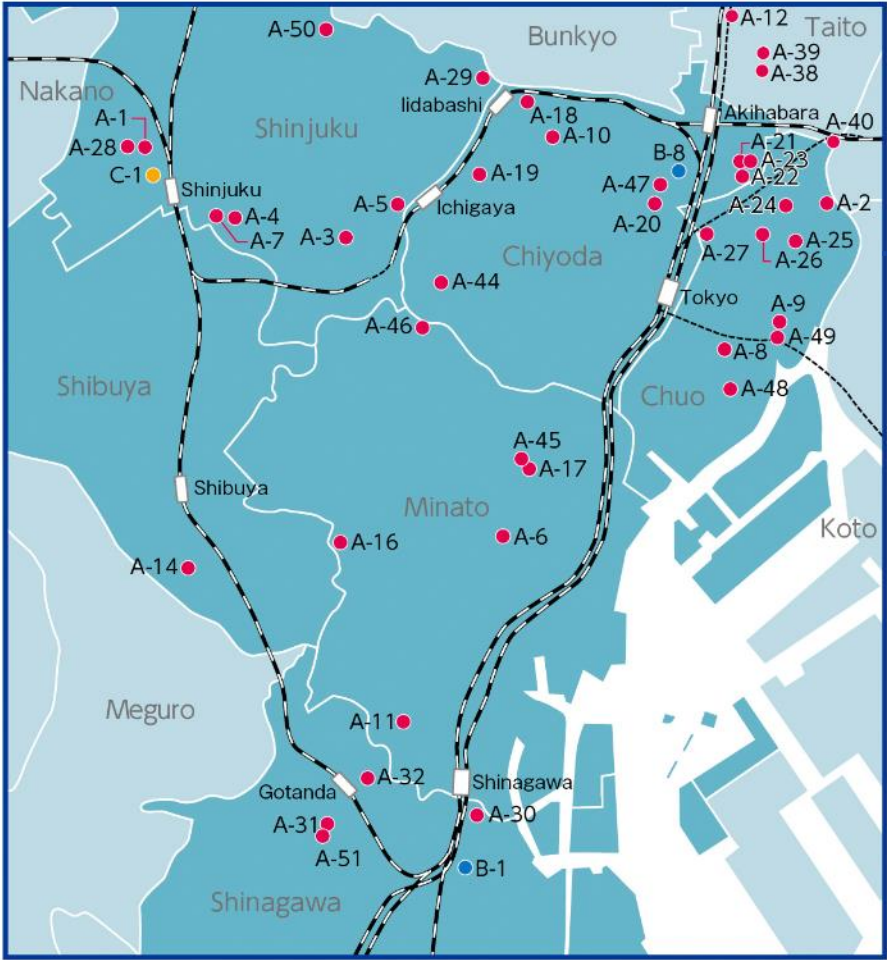 A-12
Taito
A-50
Bunkyo
A-39
A-38
A-29
Nakano
Iidabashi
A-18
Akihabara
A-1
Shinjuku
A-10
A-40
A-28
A-21
A-23
B-8
C-1
A-19
A-22
Shinjuku
A-47
A-5
Ichigaya
A-20
A-24
A-2
A-4
A-7
A-3
A-27
A-25
A-26
Chiyoda
A-44
Tokyo
A-9
A-46
A-49
A-8
Shibuya
A-48
Chuo
A-45
A-17
Shibuya
Minato
Koto
A-16
A-6
A-14
Meguro
A-11
A-32
Shinagawa
Gotanda
A-30
A-31
A-51
B-1
Shinagawa